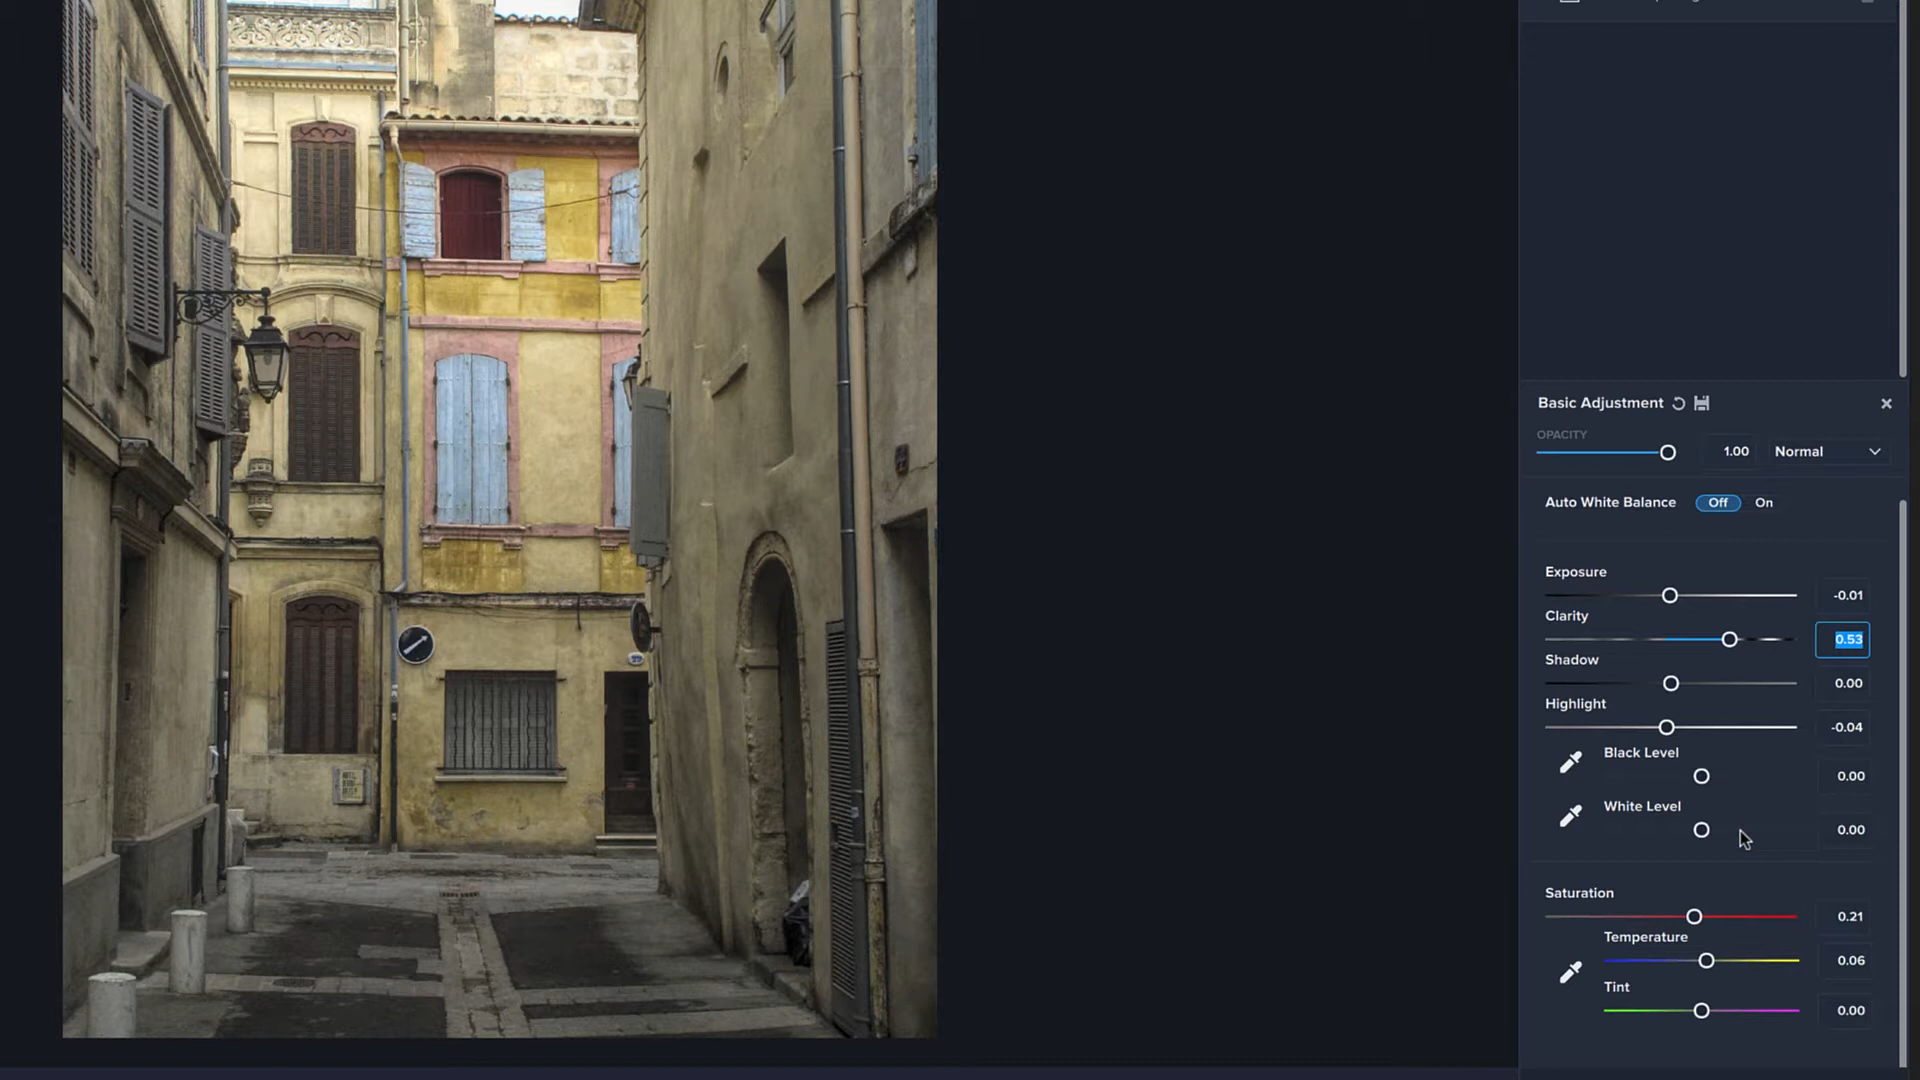 Basic Adjustment
OPACITY
1.00
Normal
Auto White Balance
Off
On
Exposure
-0.01
Clarity
0.53
Shadow
0.00
Highlight
-0.04
Black Level
0.00
White Level
0.00
Saturation
0.21
Temperature
0.06
Tint
0.00